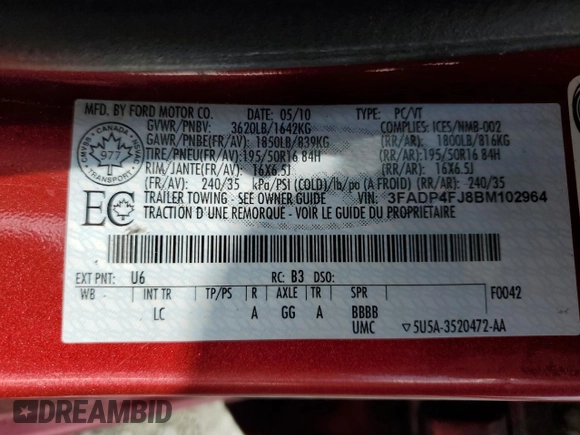 MFD. BY FORD MOTOR CO. DATE: 05/10 TYPE: PC/VT
GVWR/PNBV: 3620LB/1642KG COMPLIES: ICES/NMB-002
GAWR/PNBE(FR/AV): 1850LB/839KG (RR/AR): 1800LB/816KG
TIRE/PNEU(FR/AV): 195/50R16 84H (RR/AR): 195/50R16 84H
RIM/JANTE(FR/AV): 16X6.5J (RR/AR): 16X6.5J
(FR/AV): 240/35 kPa/PSI (COLD)/lb/po (A FROID) (RR/AR): 240/35
TRAILER TOWING - SEE OWNER GUIDE VIN: 3FADP4FJ8BM102964
TRACTION D'UNE REMORQUE - VOIR LE GUIDE DU PROPRIETAIRE
CANADA
CMVSS NSVAC
977
TRANSPORT
EC
EXT PNT: U6 RC: B3 DSO:
WB INT TR TP/PS R AXLE TR SPR F0042
- LC A GG A BBBB
UMC ▽5U5A-3520472-AA
DREAMBID